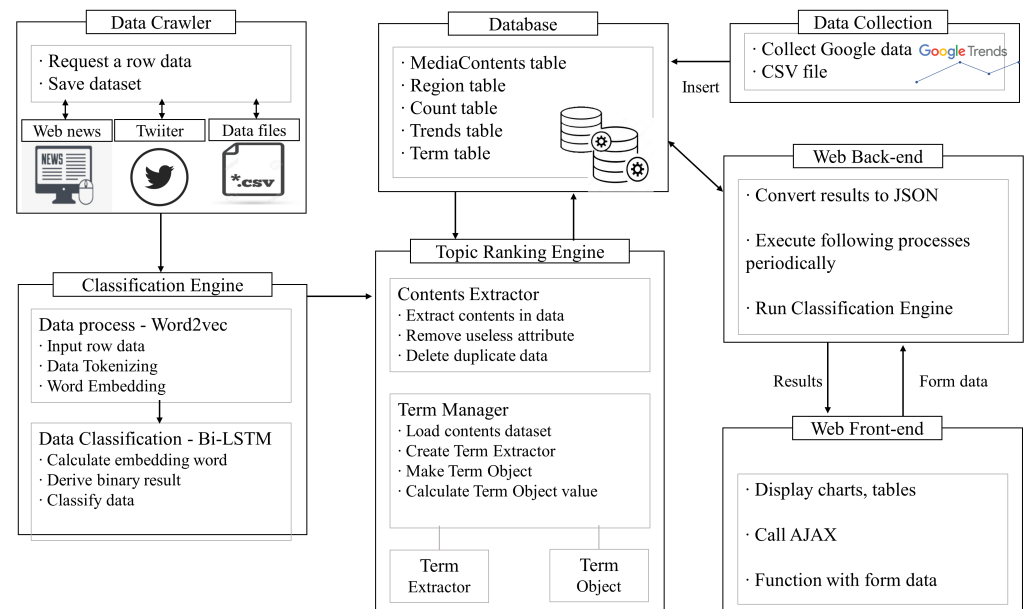 Data Crawler
· Request a row data
· Save dataset
Web news
Twiiter
Data files
NEWS
*.csv
Classification Engine
Data process - Word2vec
· Input row data
· Data Tokenizing
· Word Embedding
Data Classification - Bi-LSTM
· Calculate embedding word
· Derive binary result
· Classify data
Database
· MediaContents table
· Region table
· Count table
· Trends table
· Term table
Topic Ranking Engine
Contents Extractor
· Extract contents in data
· Remove useless attribute
· Delete duplicate data
Term Manager
· Load contents dataset
· Create Term Extractor
· Make Term Object
· Calculate Term Object value
Term
Extractor
Term
Object
Data Collection
· Collect Google data
Google Trends
· CSV file
Insert
Web Back-end
· Convert results to JSON
· Execute following processes
periodically
· Run Classification Engine
Results
Form data
Web Front-end
· Display charts, tables
· Call AJAX
· Function with form data